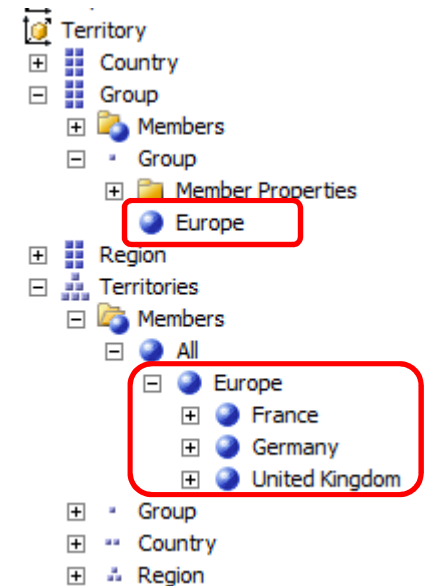 Territory
Country
Group
Members
Group
Member Properties
Europe
Region
Territories
Members
All
Europe
France
Germany
United Kingdom
Group
Country
Region